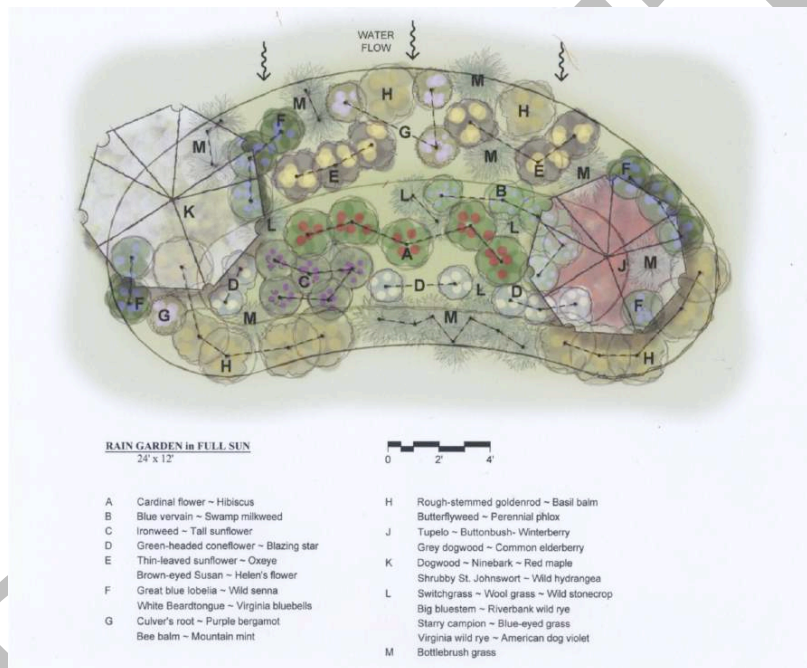 WATER
FLOW
M
H
M
H
F
G
M
E
M
E
M
F
K
L
B
L
L
A
J
M
D
C
D
L
D
F
G
M
M
F
H
H
RAIN GARDEN in FULL SUN
24' x 12'
0 2' 4'
A Cardinal flower ~ Hibiscus
B Blue vervain ~ Swamp milkweed
C Ironweed ~ Tall sunflower
D Green-headed coneflower ~ Blazing star
E Thin-leaved sunflower ~ Oxeye
Brown-eyed Susan ~ Helen's flower
F Great blue lobelia ~ Wild senna
White Beardtongue ~ Virginia bluebells
G Culver's root ~ Purple bergamot
Bee balm ~ Mountain mint
H Rough-stemmed goldenrod ~ Basil balm
Butterflyweed ~ Perennial phlox
J Tupelo ~ Buttonbush- Winterberry
Grey dogwood ~ Common elderberry
K Dogwood ~ Ninebark ~ Red maple
Shrubby St. Johnswort ~ Wild hydrangea
L Switchgrass ~ Wool grass ~ Wild stonecrop
Big bluestem ~ Riverbank wild rye
Starry campion ~ Blue-eyed grass
Virginia wild rye ~ American dog violet
M Bottlebrush grass